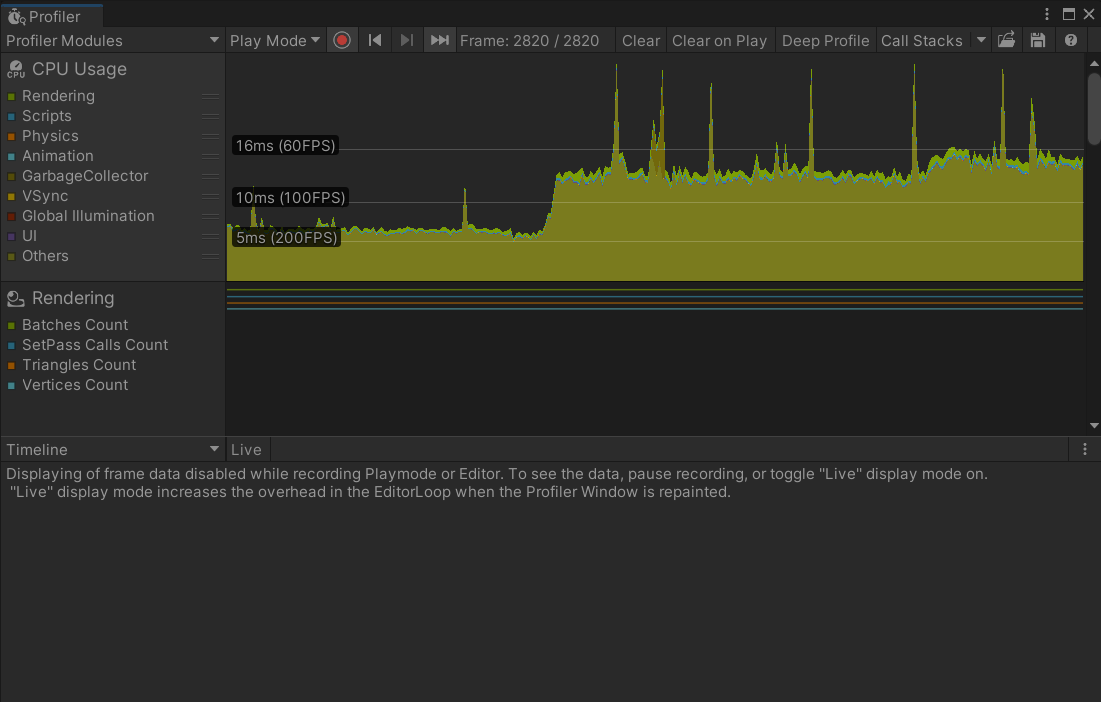 Profiler
Profiler Modules
Play Mode
Frame: 2820 / 2820
Clear
Clear on Play
Deep Profile
Call Stacks
CPU
CPU Usage
Rendering
Scripts
Physics
Animation
GarbageCollector
VSync
Global Illumination
UI
Others
16ms (60FPS)
10ms (100FPS)
5ms (200FPS)
Rendering
Batches Count
SetPass Calls Count
Triangles Count
Vertices Count
Timeline
Live
Displaying of frame data disabled while recording Playmode or Editor. To see the data, pause recording, or toggle "Live" display mode on.
"Live" display mode increases the overhead in the EditorLoop when the Profiler Window is repainted.